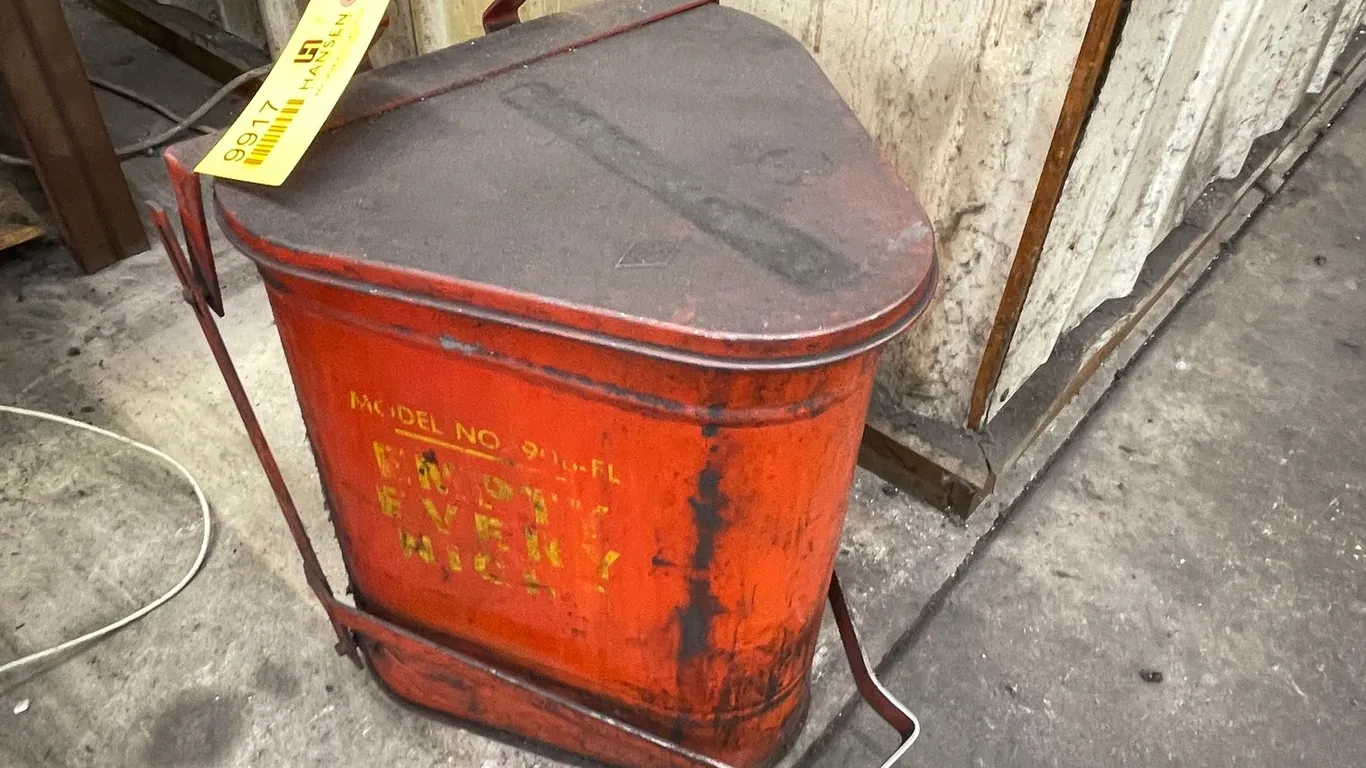 HANSEN
9917
MODEL NO.
EMPTY
EVERY
NIGHT